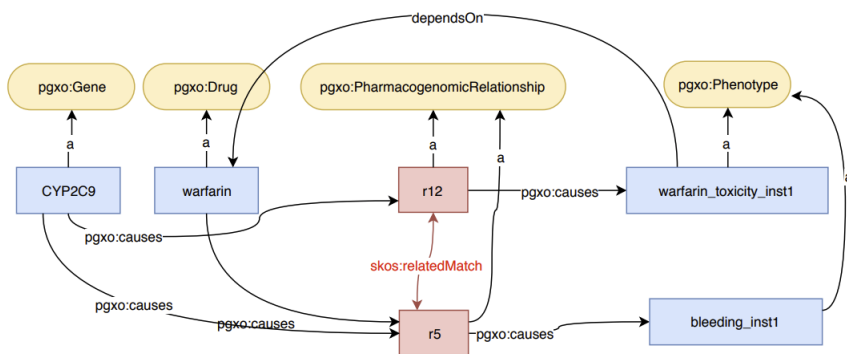 dependsOn
pgxo:Gene
pgxo:Drug
pgxo:PharmacogenomicRelationship
pgxo:Phenotype
a
a
a
a
a
a
CYP2C9
warfarin
r12
pgxo:causes
warfarin_toxicity_inst1
pgxo:causes
skos:relatedMatch
pgxo:causes
pgxo:causes
r5
pgxo:causes
bleeding_inst1